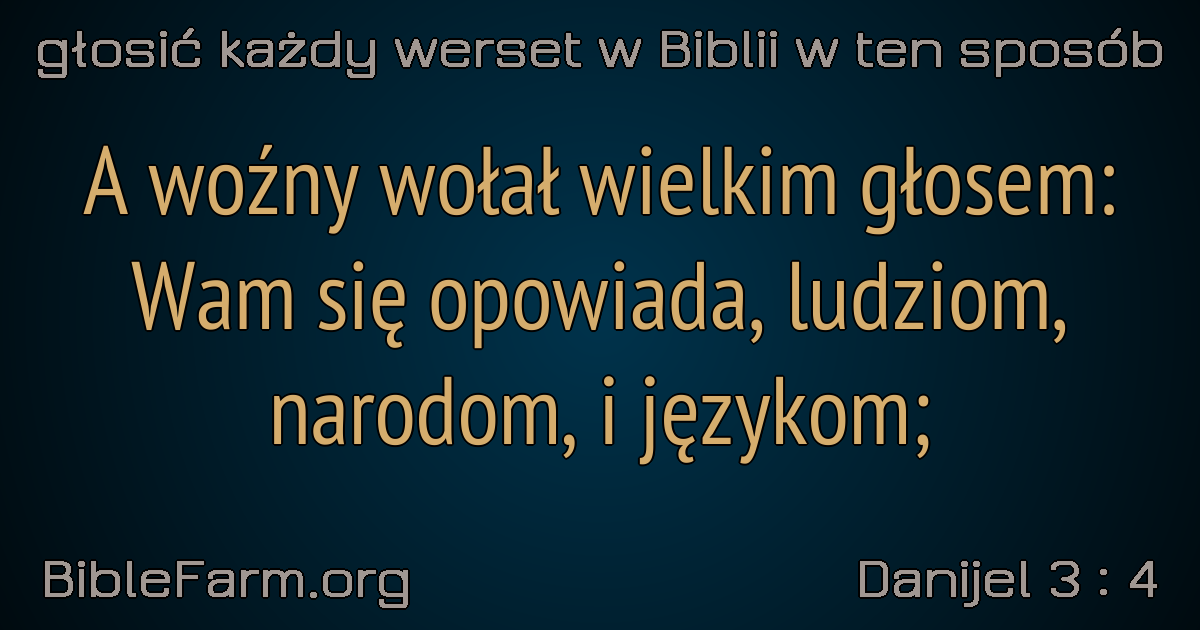 głosić każdy werset w Biblii w ten sposób
A woźny wołał wielkim głosem:
Wam się opowiada, ludziom,
narodom, i językom;
BibleFarm.org
Danijel 3 : 4